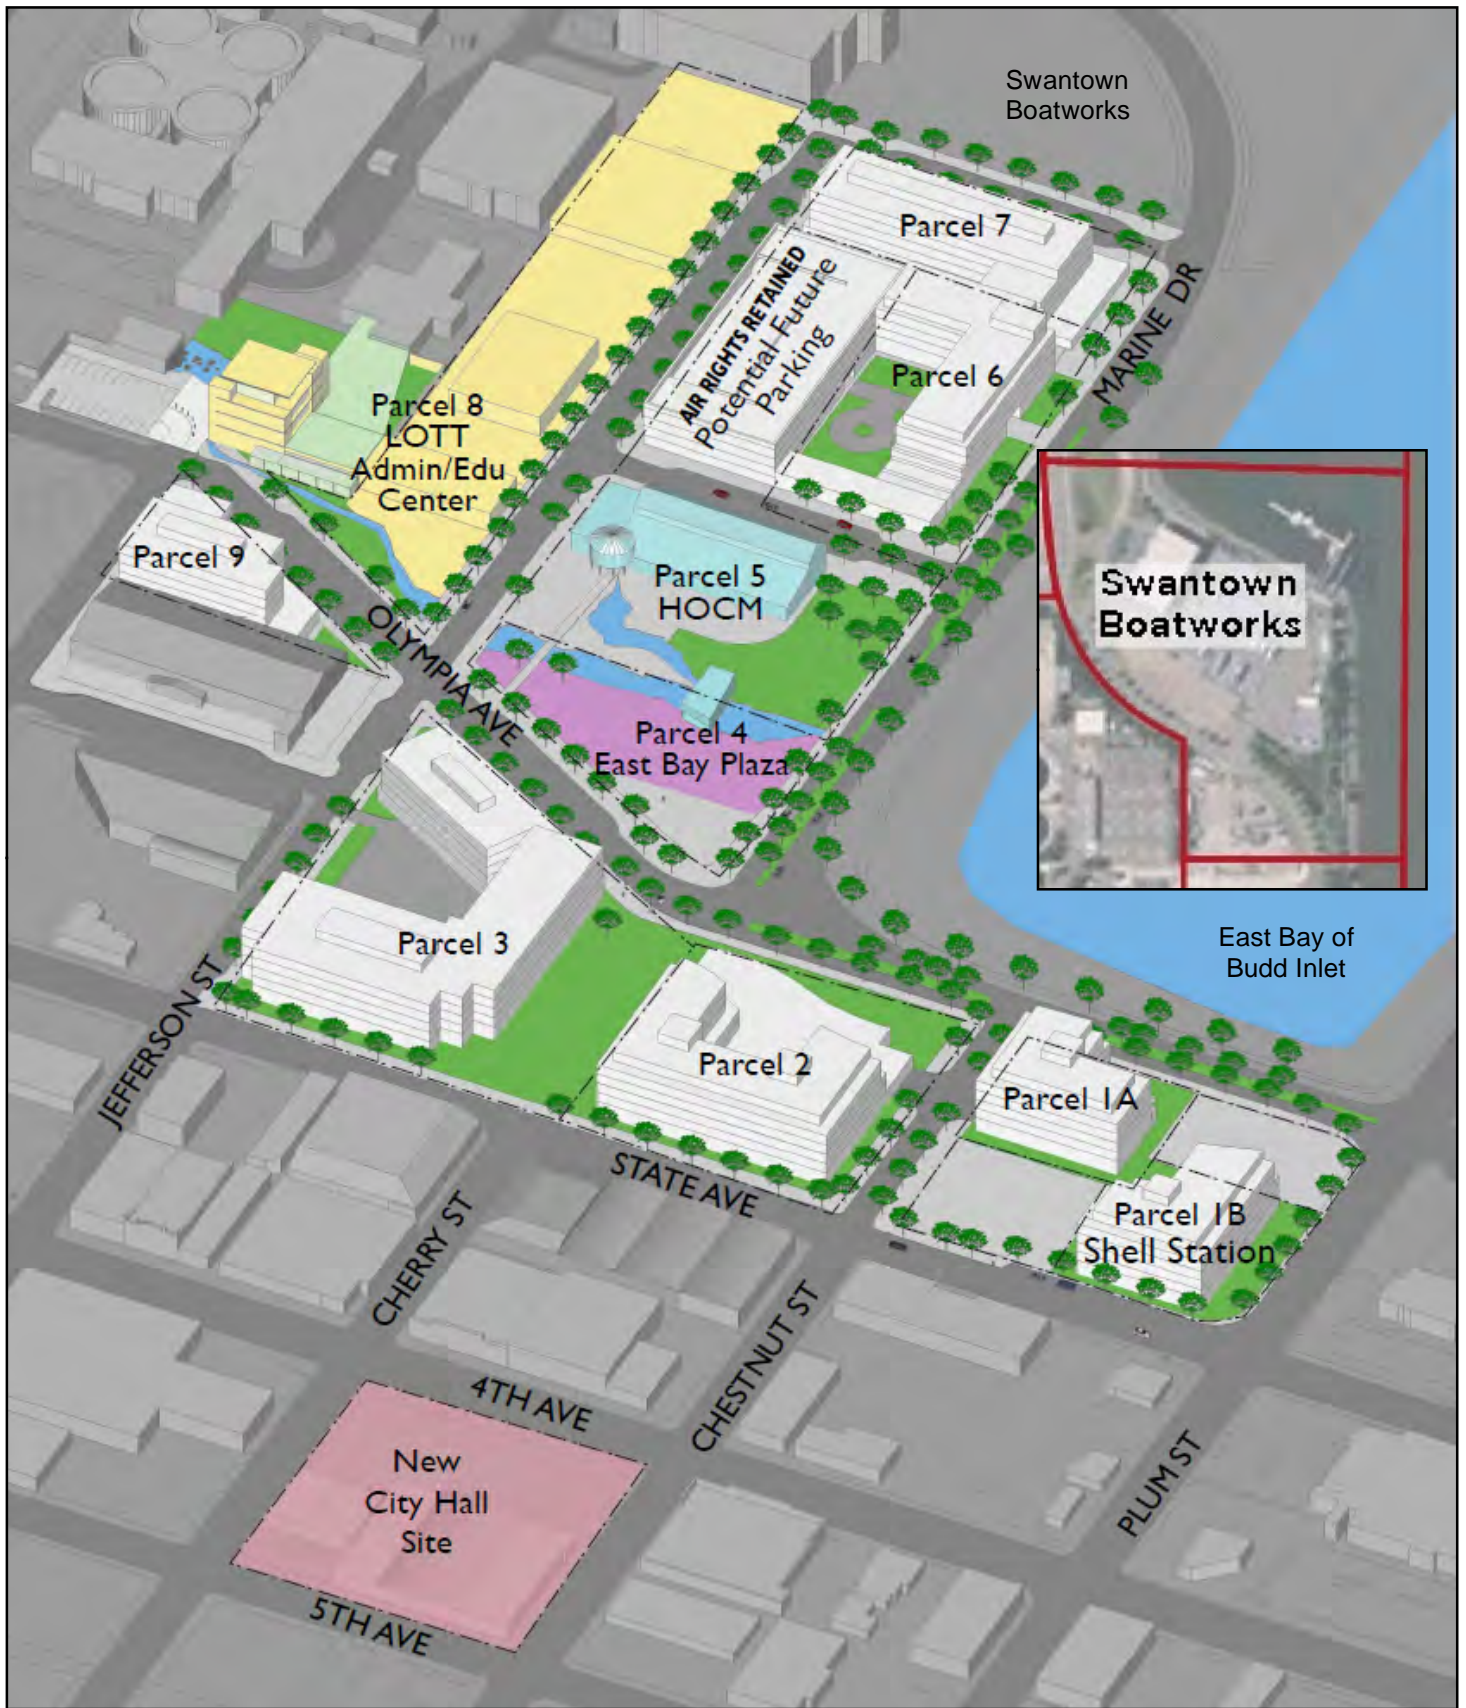 Swantown
Boatworks
Parcel 7
AIR RIGHTS RETAINED
Potential Future
Parking
Parcel 6
MARINE DR
Parcel 8
LOTT
Admin/Edu
Center
Parcel 9
Parcel 5
HOCM
Swantown
Boatworks
OLYMPIA AVE
Parcel 4
East Bay Plaza
Parcel 3
East Bay of
Budd Inlet
JEFFERSON ST
Parcel 2
Parcel 1A
STATE AVE
Parcel 1B
Shell Station
CHERRY ST
CHESTNUT ST
4TH AVE
New
City Hall
Site
PLUM ST
5TH AVE